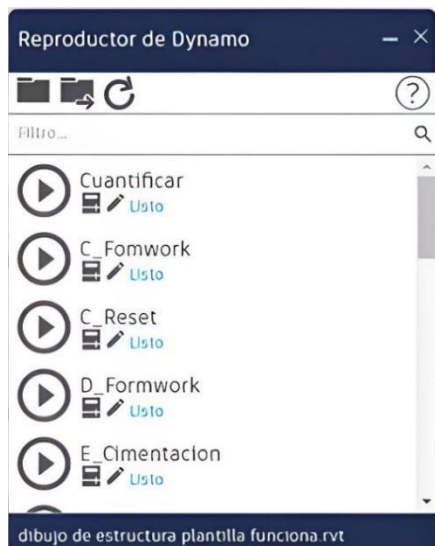 Reproductor de Dynamo
?
Filtro...
Cuantificar
Listo
C_Fomwork
Listo
C_Reset
Listo
D_Formwork
Listo
E_Cimentacion
Listo
dibujo de estructura plantilla funciona.rvt